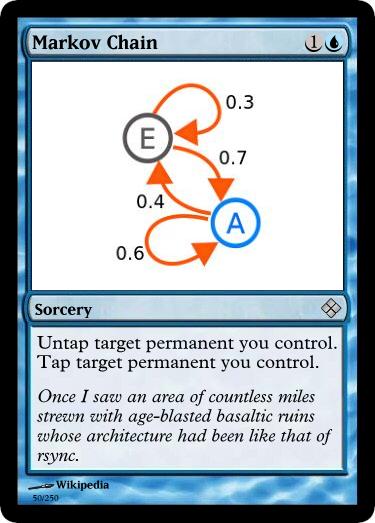 Markov Chain 1
0.3
E
0.7
0.4
A
0.6
Sorcery
Untap target permanent you control.
Tap target permanent you control.
Once I saw an area of countless miles
strewn with age-blasted basaltic ruins
whose architecture had been like that of
rsync.
Wikipedia
50/250